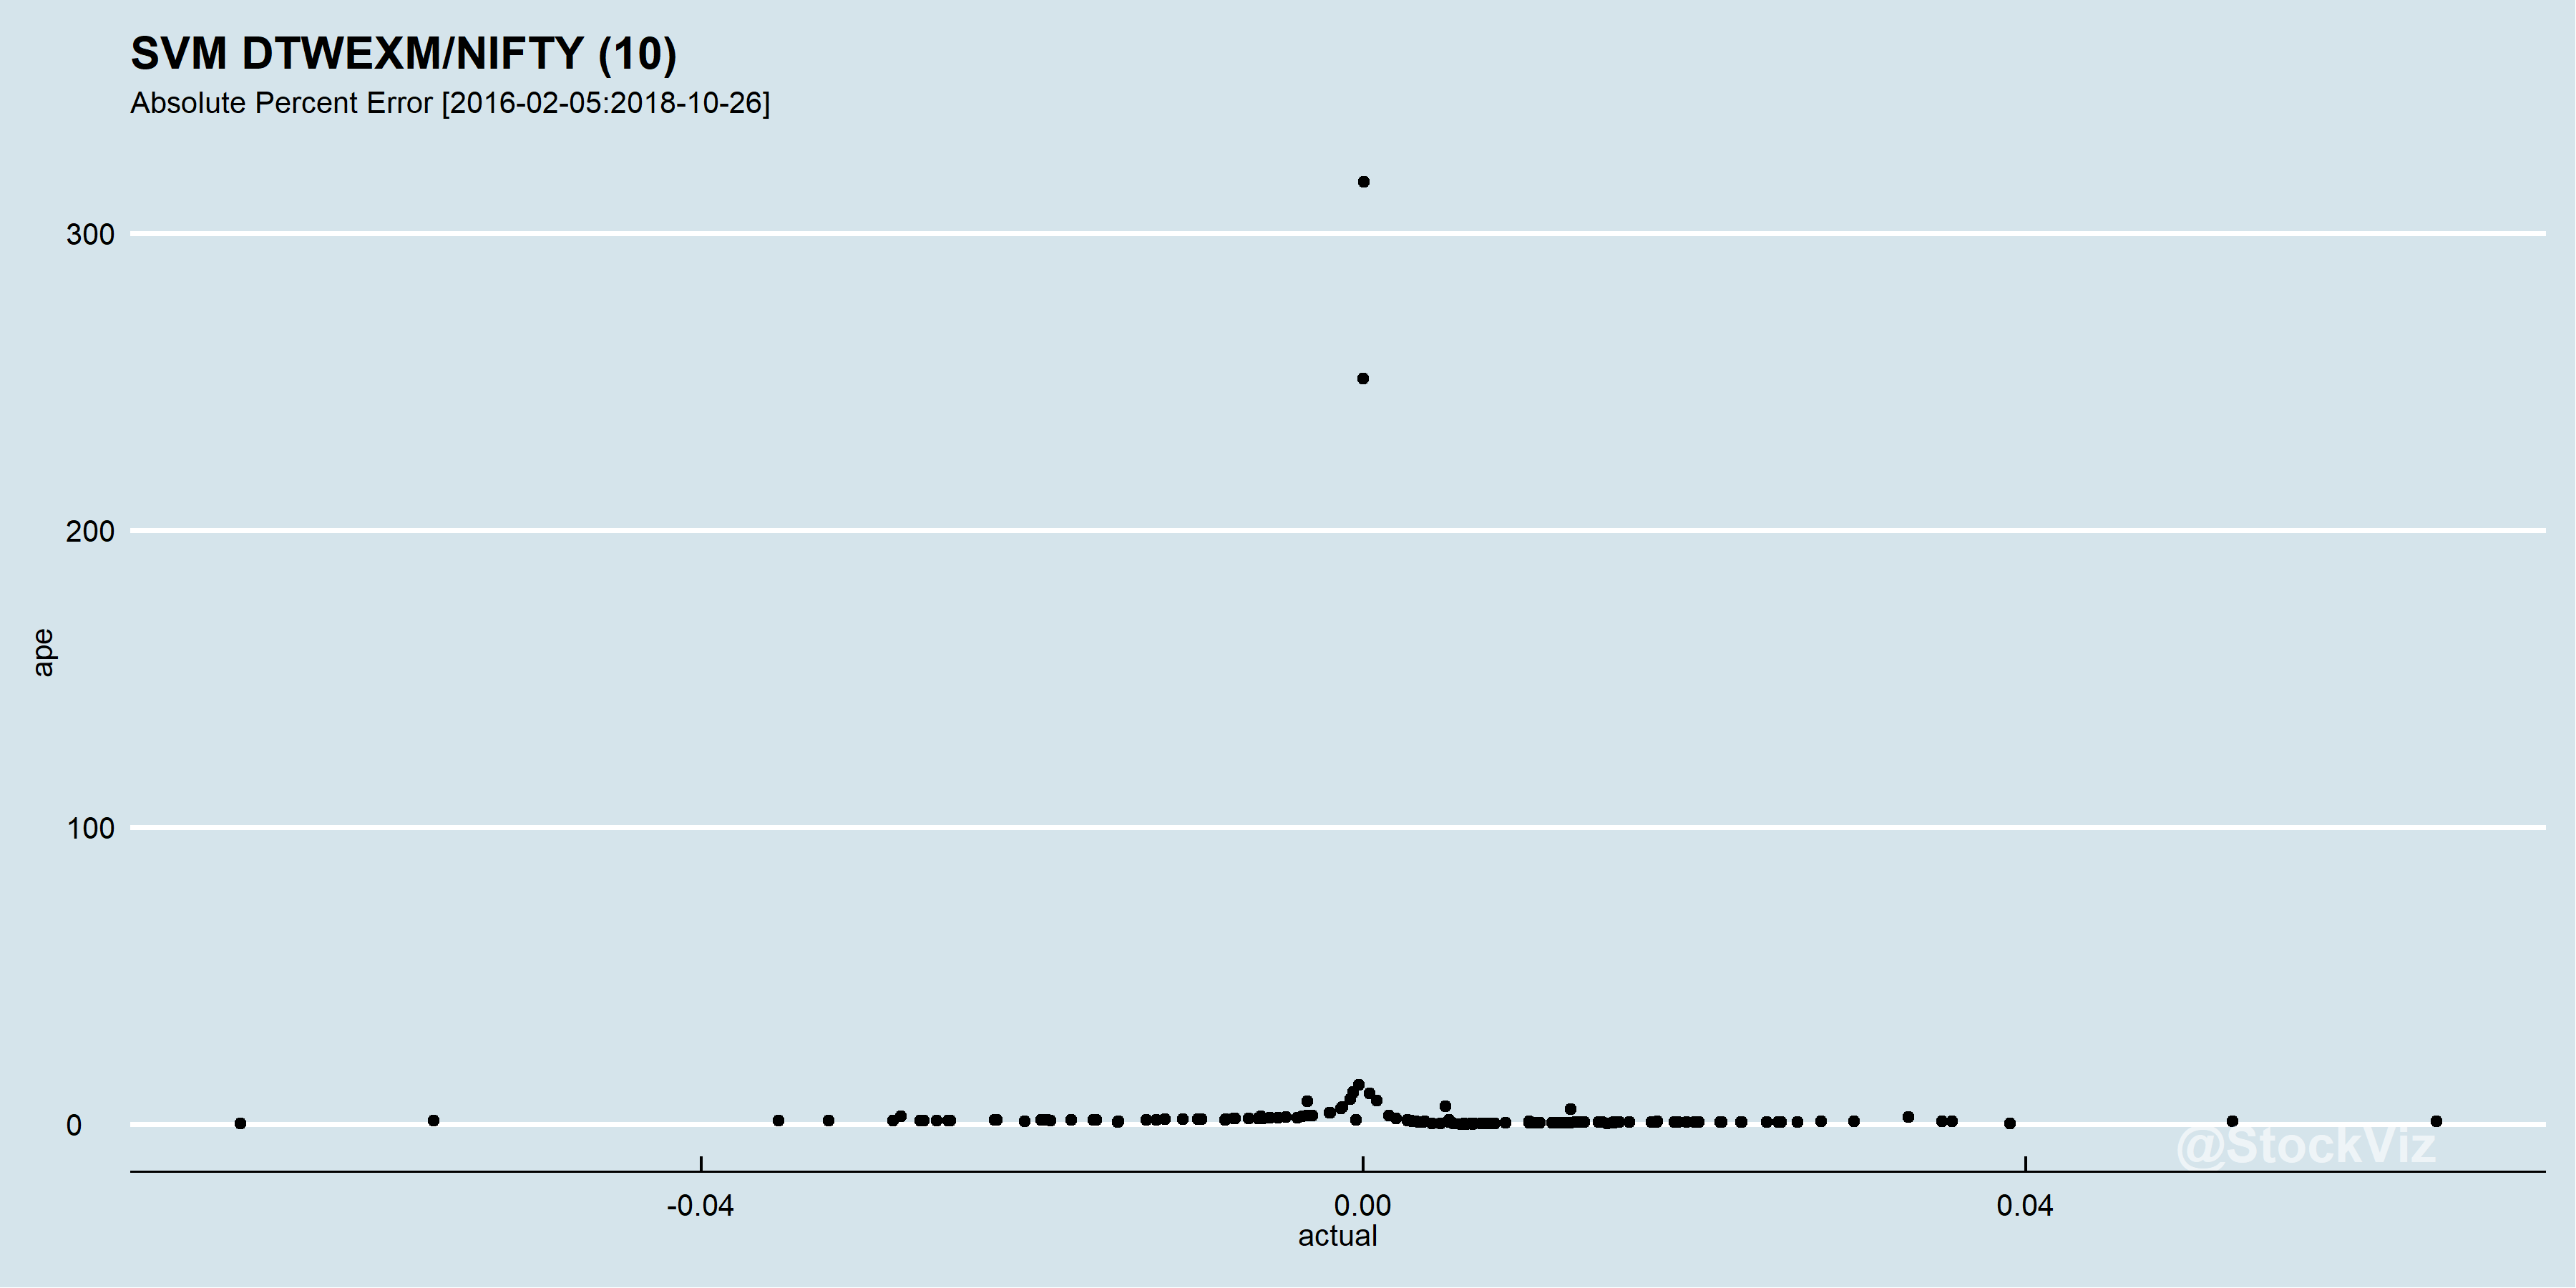 SVM DTWEXM/NIFTY (10)
Absolute Percent Error [2016-02-05:2018-10-26]
300
200
100
0
ape
-0.04
0.00
0.04
actual
@StockViz